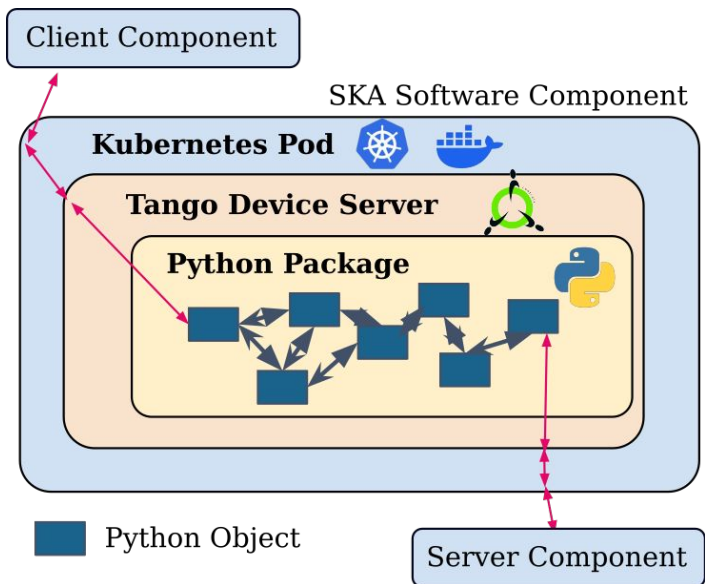 Client Component
SKA Software Component
Kubernetes Pod
Tango Device Server
Python Package
Python Object
Server Component